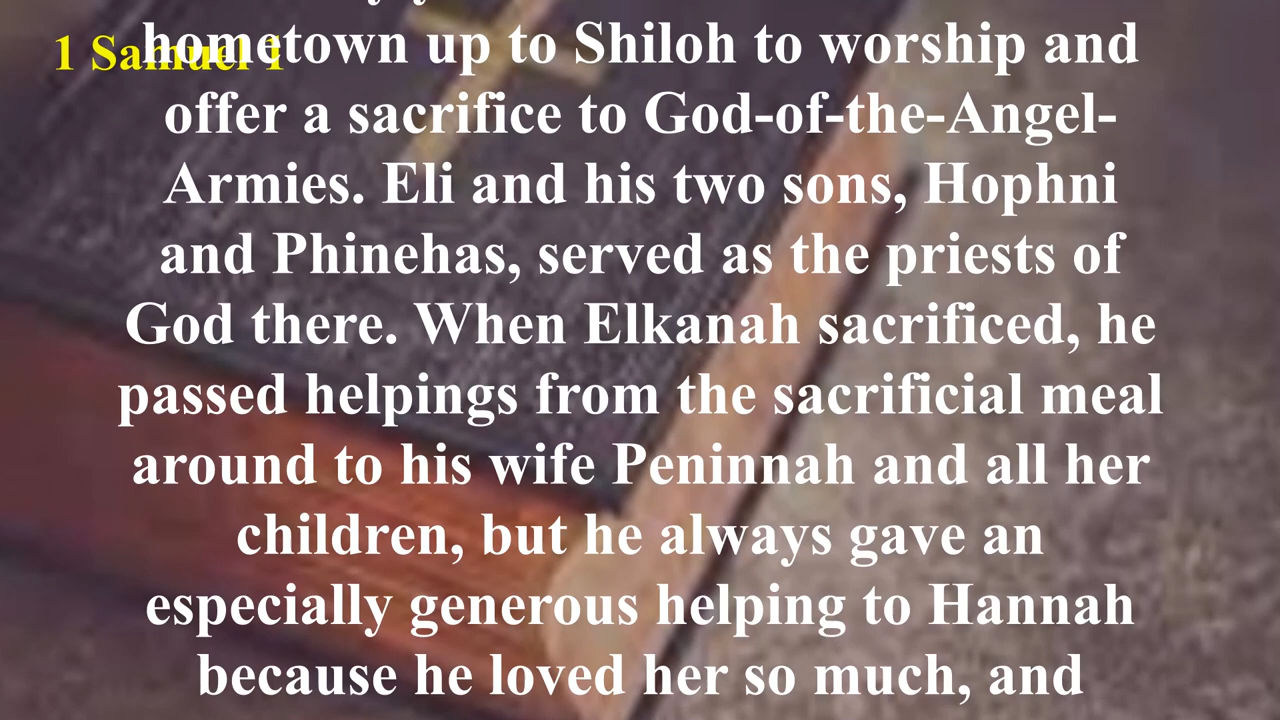 1 Samuel 1
hometown up to Shiloh to worship and
offer a sacrifice to God-of-the-Angel-
Armies. Eli and his two sons, Hophni
and Phinehas, served as the priests of
God there. When Elkanah sacrificed, he
passed helpings from the sacrificial meal
around to his wife Peninnah and all her
children, but he always gave an
especially generous helping to Hannah
because he loved her so much, and